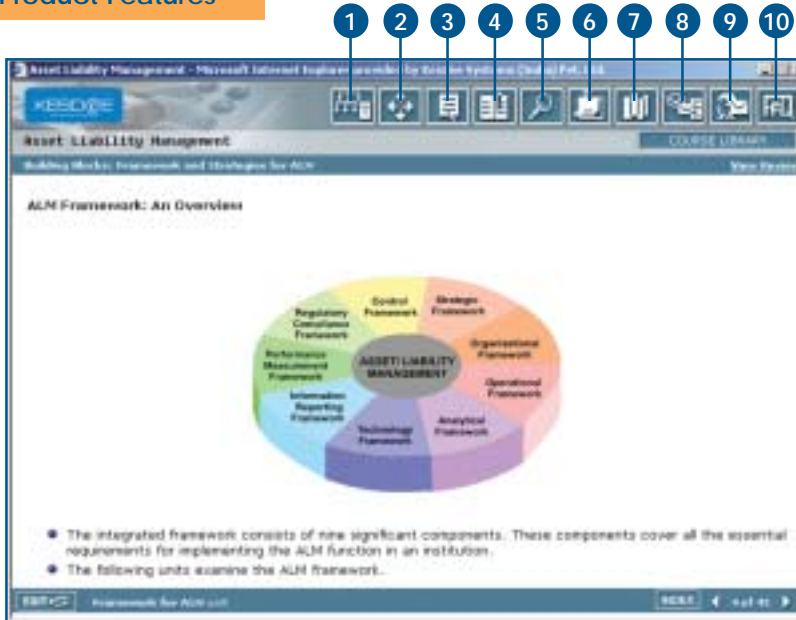 Product Features
1 2 3 4 5 6 7 8 9 10
Asset Liability Management - Microsoft Internet Explorer provided by Systems (India) Pvt. Ltd.
KESDEE
FAQ
Asset Liability Management
COURSE LIBRARY
Building Blocks: Framework and Strategies for ALM
View
ALM Framework: An Overview
Control
Framework
Strategic
Framework
Regulatory
Compliance
Framework
Organizational
Framework
Performance
Measurement
Framework
ASSET LIABILITY
MANAGEMENT
Operational
Framework
Information
Reporting
Framework
Analytical
Framework
Technology
Framework
The integrated framework consists of nine significant components. These components cover all the essential
requirements for implementing the ALM function in an institution.
The following units examine the ALM framework.
EXIT
Framework for ALM unit
4 of